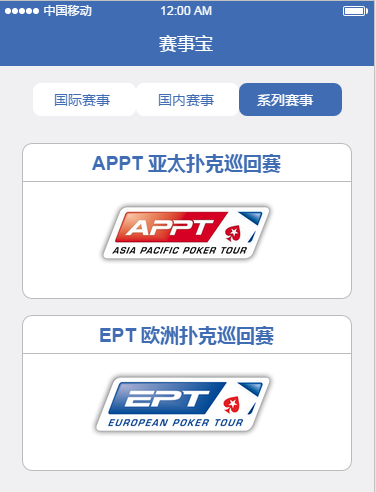 中国移动 12:00 AM
赛事宝
国际赛事 国内赛事 系列赛事
APPT 亚太扑克巡回赛
APPT
ASIA PACIFIC POKER TOUR
EPT 欧洲扑克巡回赛
EPT
EUROPEAN POKER TOUR